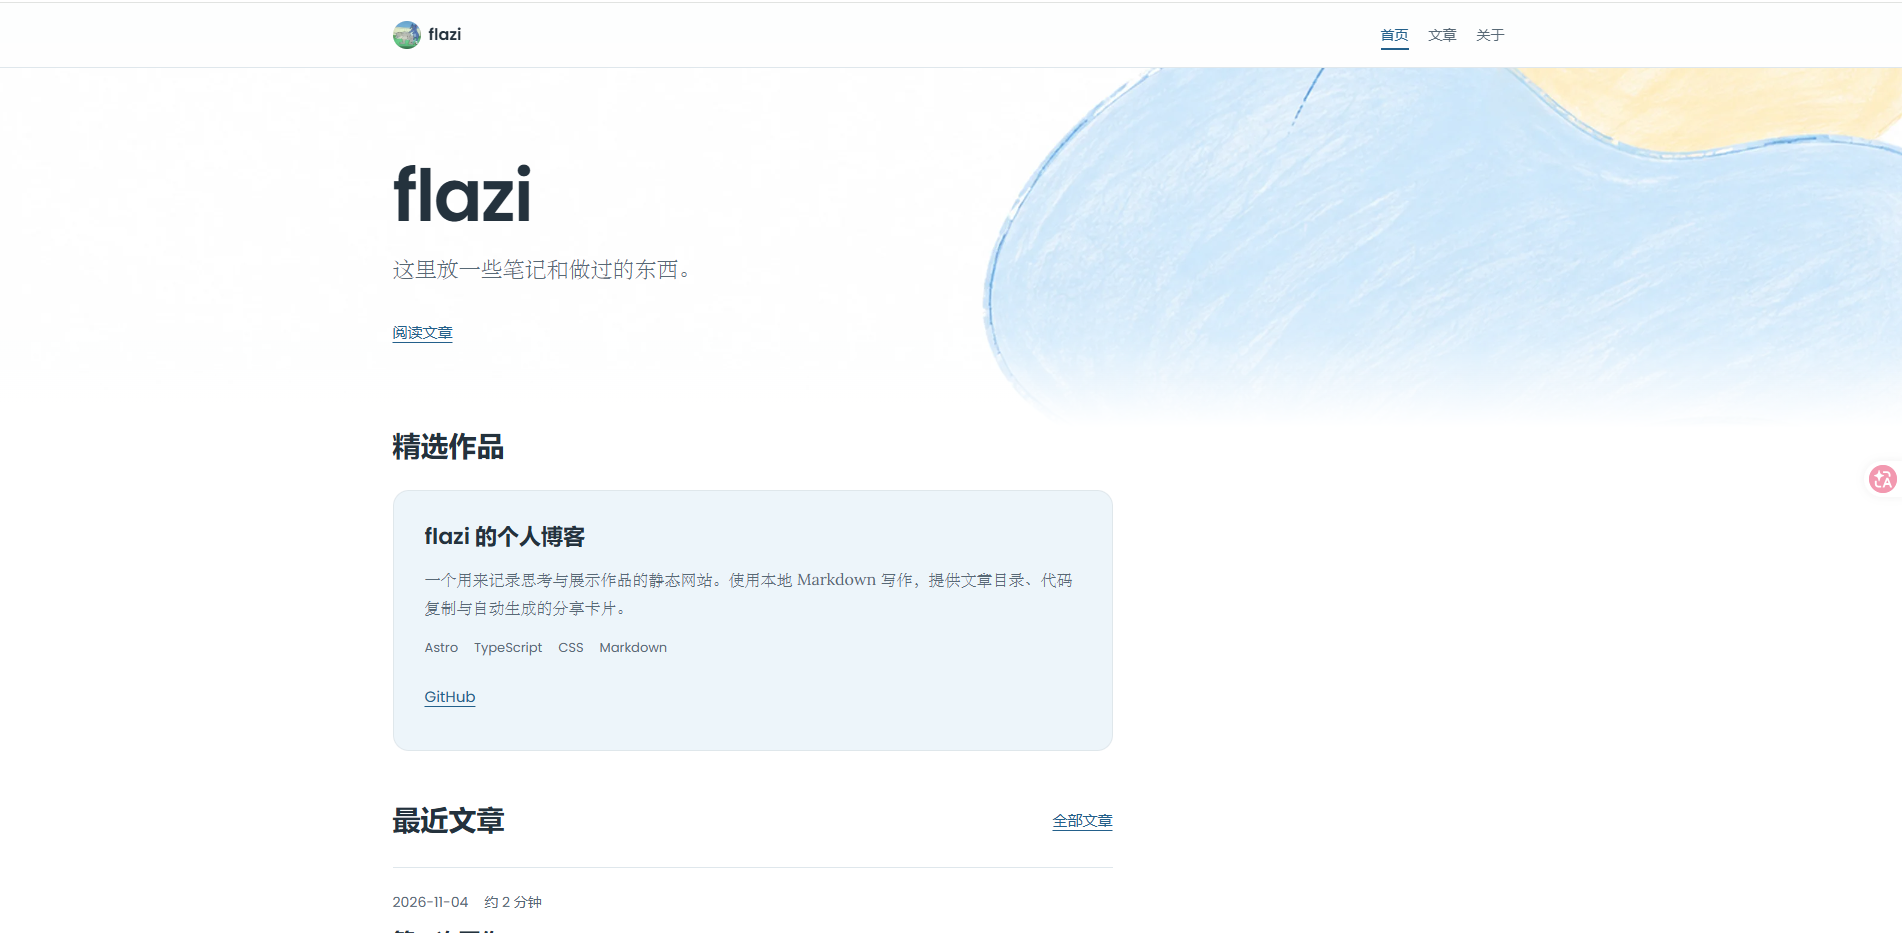 flazi
首页 文章 关于
flazi
这里放一些笔记和做过的东西。
阅读文章
精选作品
flazi 的个人博客
一个用来记录思考与展示作品的静态网站。使用本地 Markdown 写作，提供文章目录、代码
复制与自动生成的分享卡片。
Astro TypeScript CSS Markdown
GitHub
最近文章
全部文章
2026-11-04 约 2 分钟